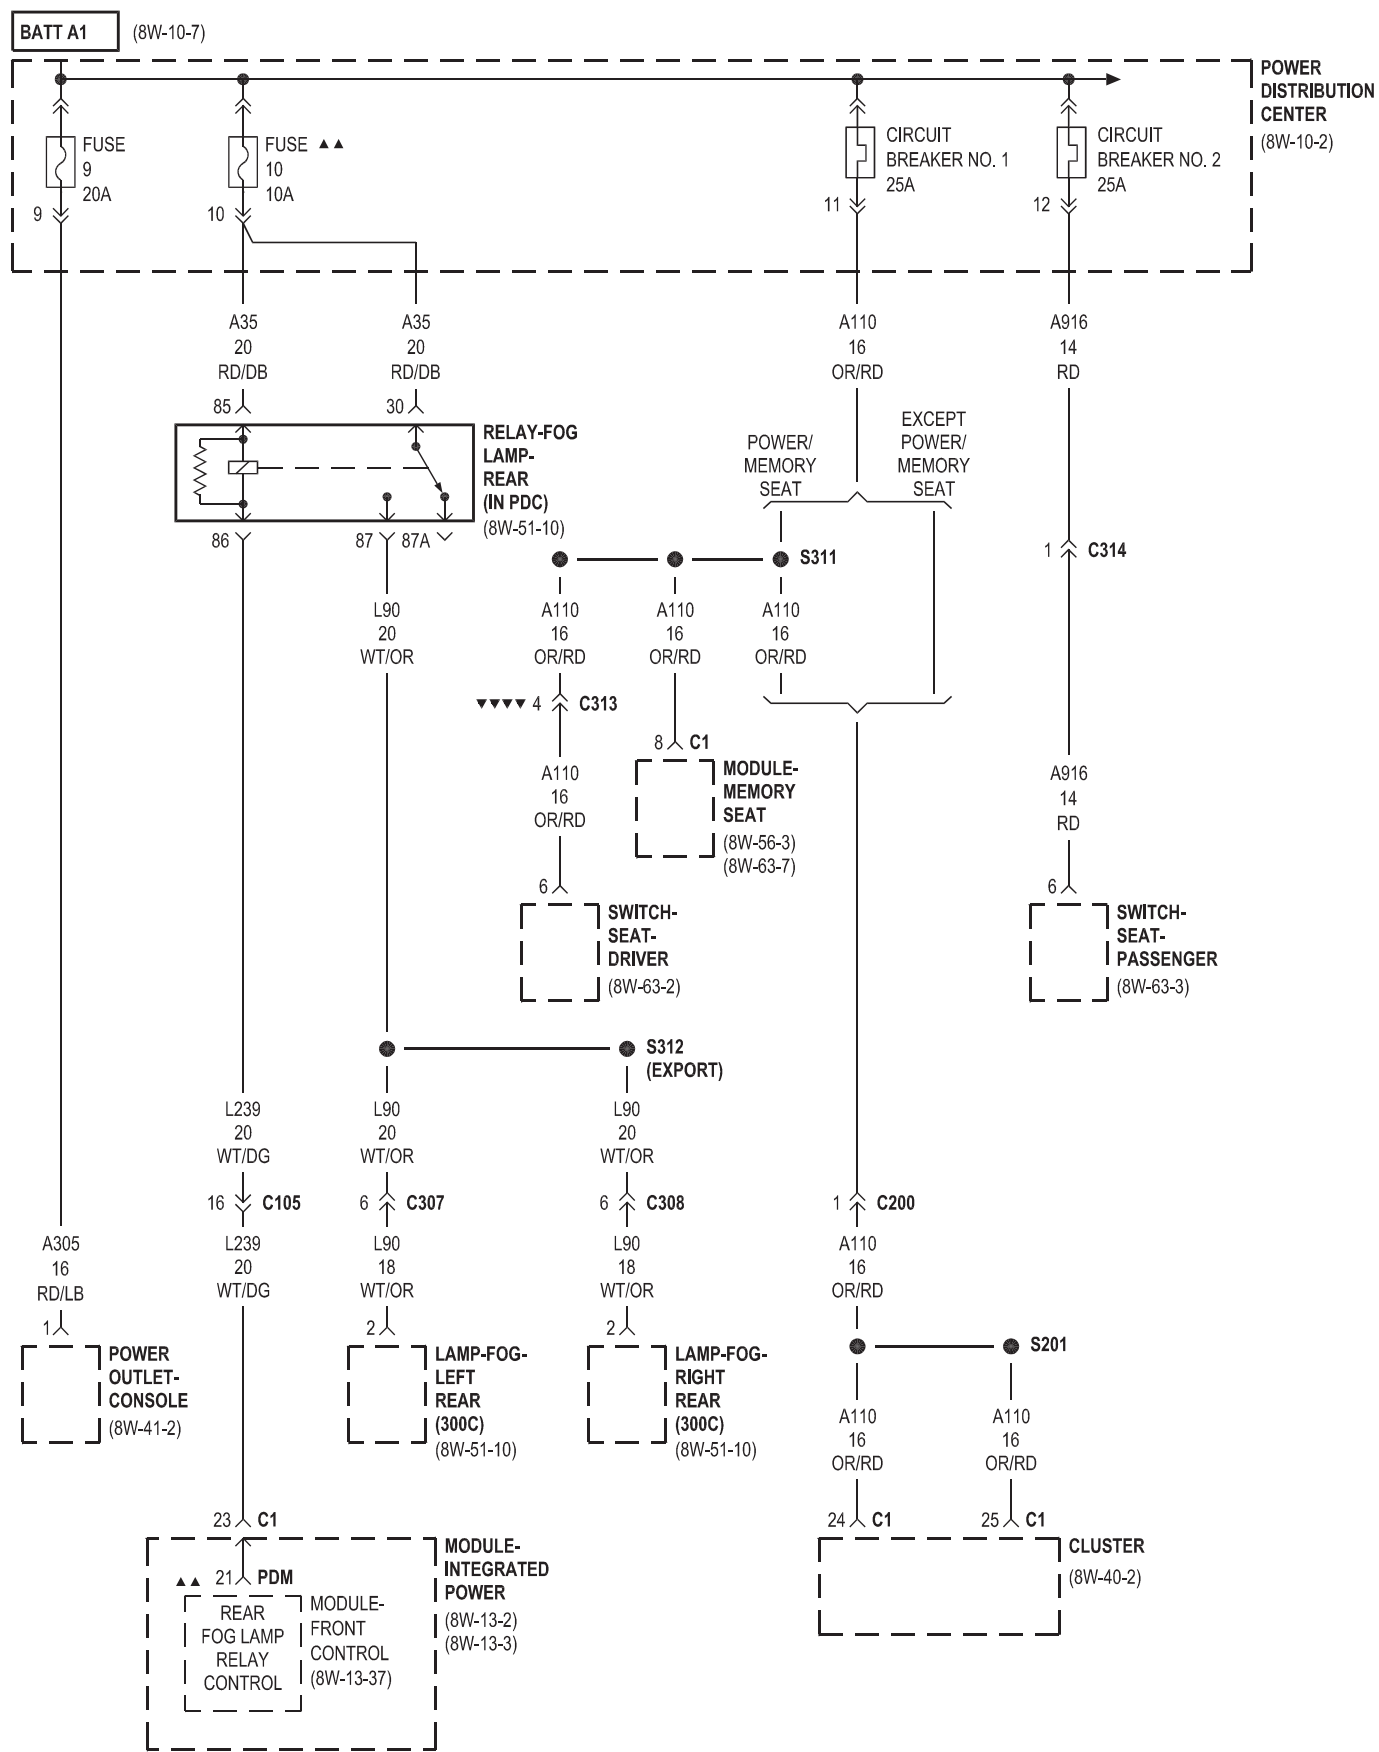 BATT A1 (8W-10-7)
POWER
DISTRIBUTION
CENTER
(8W-10-2)
FUSE
9
20A
9
FUSE ▲▲
10
10A
10
CIRCUIT
BREAKER NO. 1
25A
11
CIRCUIT
BREAKER NO. 2
25A
12
A35
20
RD/DB
85
A35
20
RD/DB
30
A110
16
OR/RD
A916
14
RD
RELAY-FOG
LAMP-
REAR
(IN PDC)
(8W-51-10)
86
87
87A
POWER/
MEMORY
SEAT
EXCEPT
POWER/
MEMORY
SEAT
S311
1 C314
L90
20
WT/OR
A110
16
OR/RD
A110
16
OR/RD
A110
16
OR/RD
▼▼▼▼ 4 C313
8 C1
MODULE-
MEMORY
SEAT
(8W-56-3)
(8W-63-7)
A110
16
OR/RD
A916
14
RD
6
SWITCH-
SEAT-
DRIVER
(8W-63-2)
6
SWITCH-
SEAT-
PASSENGER
(8W-63-3)
S312
(EXPORT)
L239
20
WT/DG
L90
20
WT/OR
L90
20
WT/OR
16 C105
6 C307
6 C308
1 C200
A305
16
RD/LB
L239
20
WT/DG
L90
18
WT/OR
L90
18
WT/OR
A110
16
OR/RD
1
POWER
OUTLET-
CONSOLE
(8W-41-2)
2
LAMP-FOG-
LEFT
REAR
(300C)
(8W-51-10)
2
LAMP-FOG-
RIGHT
REAR
(300C)
(8W-51-10)
S201
A110
16
OR/RD
A110
16
OR/RD
23 C1
24 C1
25 C1
MODULE-
INTEGRATED
POWER
(8W-13-2)
(8W-13-3)
▲▲ 21 PDM
REAR
FOG LAMP
RELAY
CONTROL
MODULE-
FRONT
CONTROL
(8W-13-37)
CLUSTER
(8W-40-2)